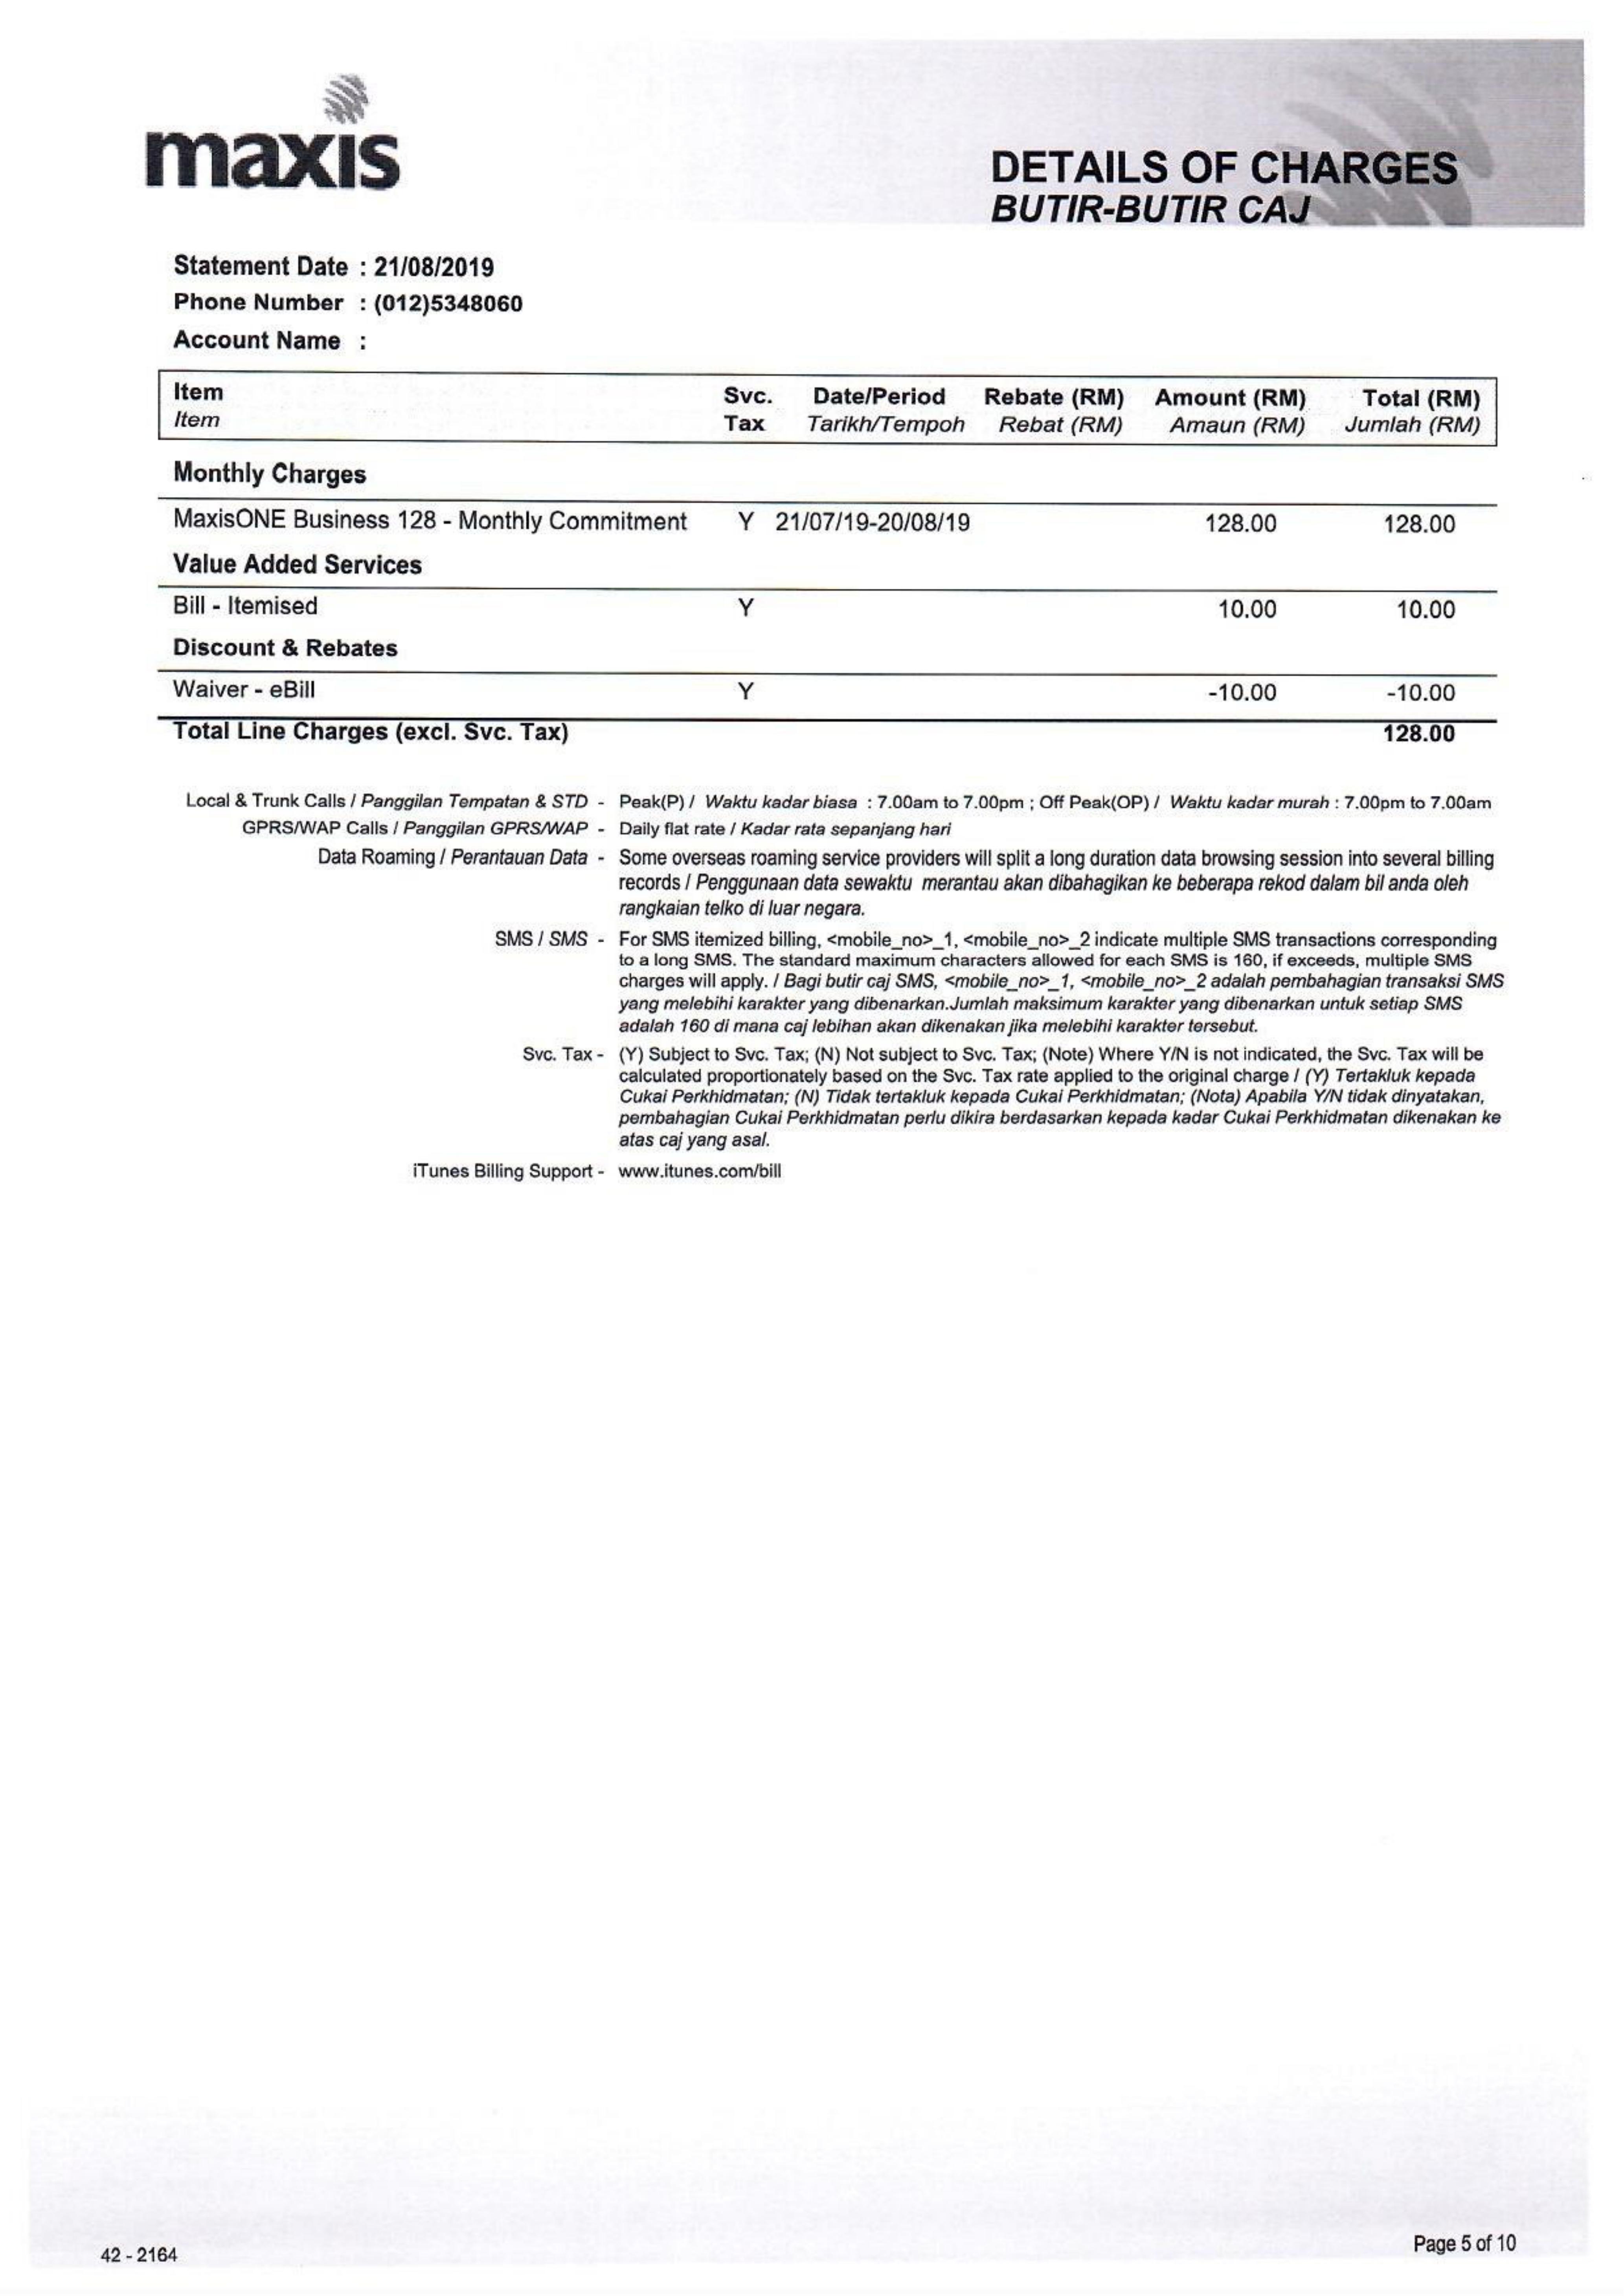 maxis
DETAILS OF CHARGES
BUTIR-BUTIR CAJ
Statement Date : 21/08/2019
Phone Number : (012)5348060
Account Name :
Item Svc. Date/Period Rebate (RM) Amount (RM) Total (RM)
Item Tax Tarikh/Tempoh Rebat (RM) Amaun (RM) Jumlah (RM)
Monthly Charges
MaxisONE Business 128 - Monthly Commitment Y 21/07/19-20/08/19 128.00 128.00
Value Added Services
Bill - Itemised Y 10.00 10.00
Discount & Rebates
Waiver - eBill Y -10.00 -10.00
Total Line Charges (excl. Svc. Tax) 128.00
Local & Trunk Calls / Panggilan Tempatan & STD - Peak(P) / Waktu kadar biasa : 7.00am to 7.00pm ; Off Peak(OP) / Waktu kadar murah : 7.00pm to 7.00am
GPRS/WAP Calls / Panggilan GPRS/WAP - Daily flat rate / Kadar rata sepanjang hari
Data Roaming / Perantauan Data - Some overseas roaming service providers will split a long duration data browsing session into several billing
records / Penggunaan data sewaktu merantau akan dibahagikan ke beberapa rekod dalam bil anda oleh
rangkaian telko di luar negara.
SMS / SMS - For SMS itemized billing, <mobile_no>_1, <mobile_no>_2 indicate multiple SMS transactions corresponding
to a long SMS. The standard maximum characters allowed for each SMS is 160, if exceeds, multiple SMS
charges will apply. / Bagi butir caj SMS, <mobile_no>_1, <mobile_no>_2 adalah pembahagian transaksi SMS
yang melebihi karakter yang dibenarkan.Jumlah maksimum karakter yang dibenarkan untuk setiap SMS
adalah 160 di mana caj lebihan akan dikenakan jika melebihi karakter tersebut.
Svc. Tax - (Y) Subject to Svc. Tax; (N) Not subject to Svc. Tax; (Note) Where Y/N is not indicated, the Svc. Tax will be
calculated proportionately based on the Svc. Tax rate applied to the original charge / (Y) Tertakluk kepada
Cukai Perkhidmatan; (N) Tidak tertakluk kepada Cukai Perkhidmatan; (Nota) Apabila Y/N tidak dinyatakan,
pembahagian Cukai Perkhidmatan perlu dikira berdasarkan kepada kadar Cukai Perkhidmatan dikenakan ke
atas caj yang asal.
iTunes Billing Support - www.itunes.com/bill
42 - 2164
Page 5 of 10